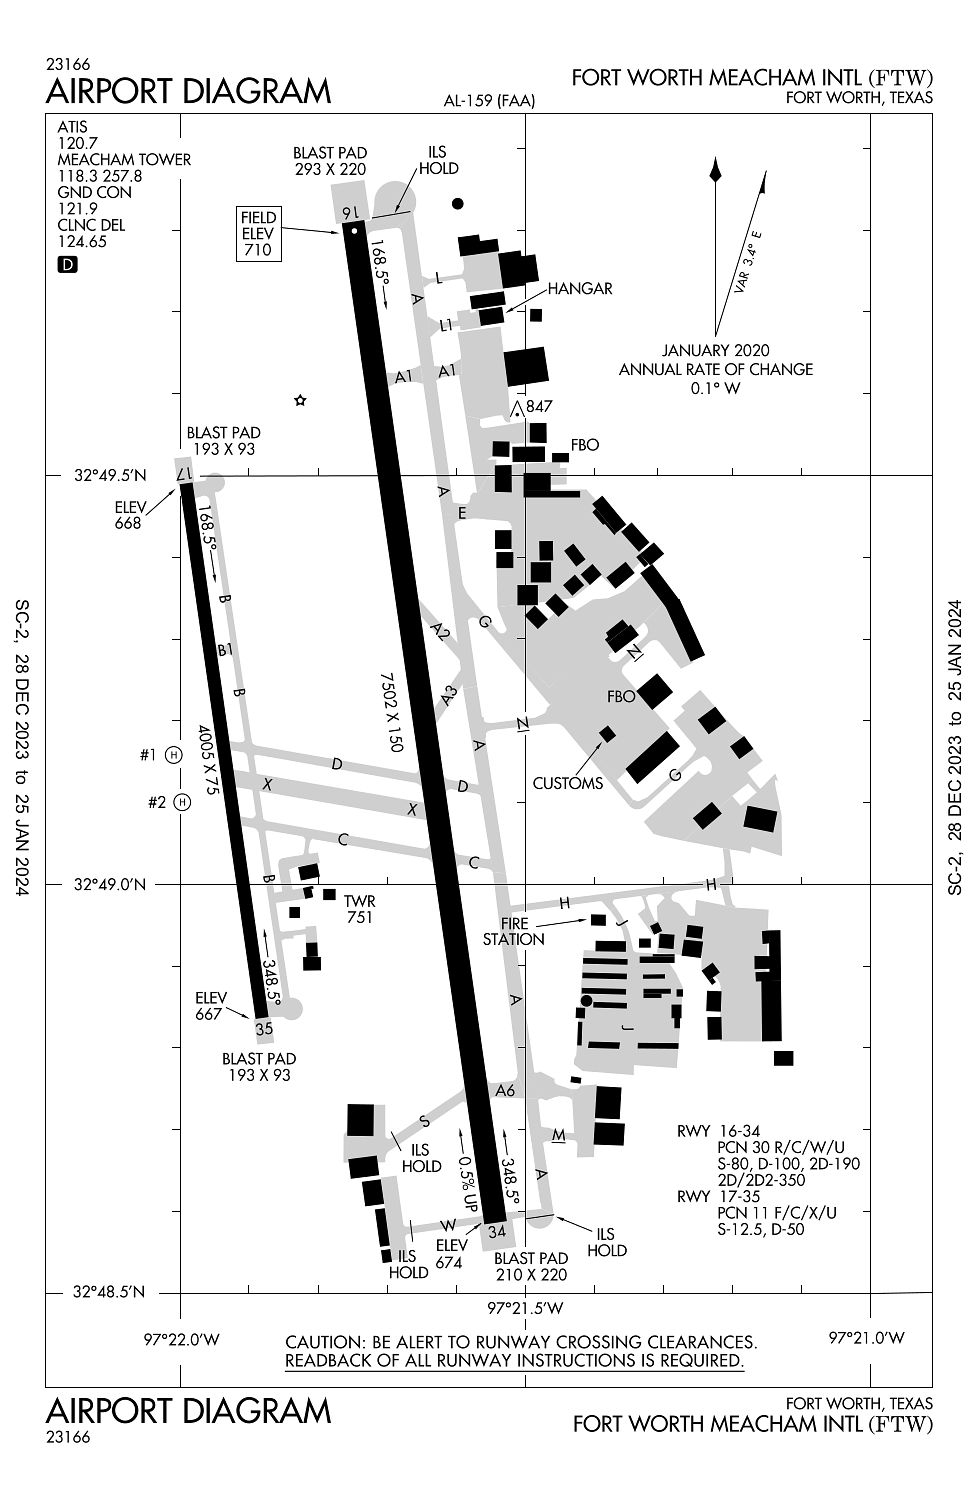 23166
AIRPORT DIAGRAM
AL-159 (FAA)
FORT WORTH MEACHAM INTL (FTW)
FORT WORTH, TEXAS
ATIS
120.7
MEACHAM TOWER
118.3 257.8
GND CON
121.9
CLNC DEL
124.65
D
BLAST PAD
293 X 220
ILS
HOLD
16
FIELD
ELEV
710
168.5°
L
A
HANGAR
L1
VAR 3.4° E
JANUARY 2020
ANNUAL RATE OF CHANGE
0.1° W
A1
A1
847
BLAST PAD
193 X 93
FBO
17
32°49.5'N
ELEV
668
168.5°
A
E
B
G
A2
B1
N
B
A3
7502 X 150
FBO
N
4005 X 75
A
#1
H
D
CUSTOMS
G
X
D
#2
H
X
C
C
B
32°49.0'N
H
TWR
751
H
FIRE
STATION
J
348.5°
ELEV
667
A
35
J
BLAST PAD
193 X 93
A6
S
M
ILS
HOLD
0.5% UP
348.5°
A
RWY 16-34
PCN 30 R/C/W/U
S-80, D-100, 2D-190
2D/2D2-350
RWY 17-35
PCN 11 F/C/X/U
S-12.5, D-50
W
34
ILS
HOLD
ELEV
674
ILS
HOLD
BLAST PAD
210 X 220
32°48.5'N
97°21.5'W
97°22.0'W
97°21.0'W
CAUTION: BE ALERT TO RUNWAY CROSSING CLEARANCES.
READBACK OF ALL RUNWAY INSTRUCTIONS IS REQUIRED.
SC-2, 28 DEC 2023 to 25 JAN 2024
SC-2, 28 DEC 2023 to 25 JAN 2024
AIRPORT DIAGRAM
23166
FORT WORTH, TEXAS
FORT WORTH MEACHAM INTL (FTW)